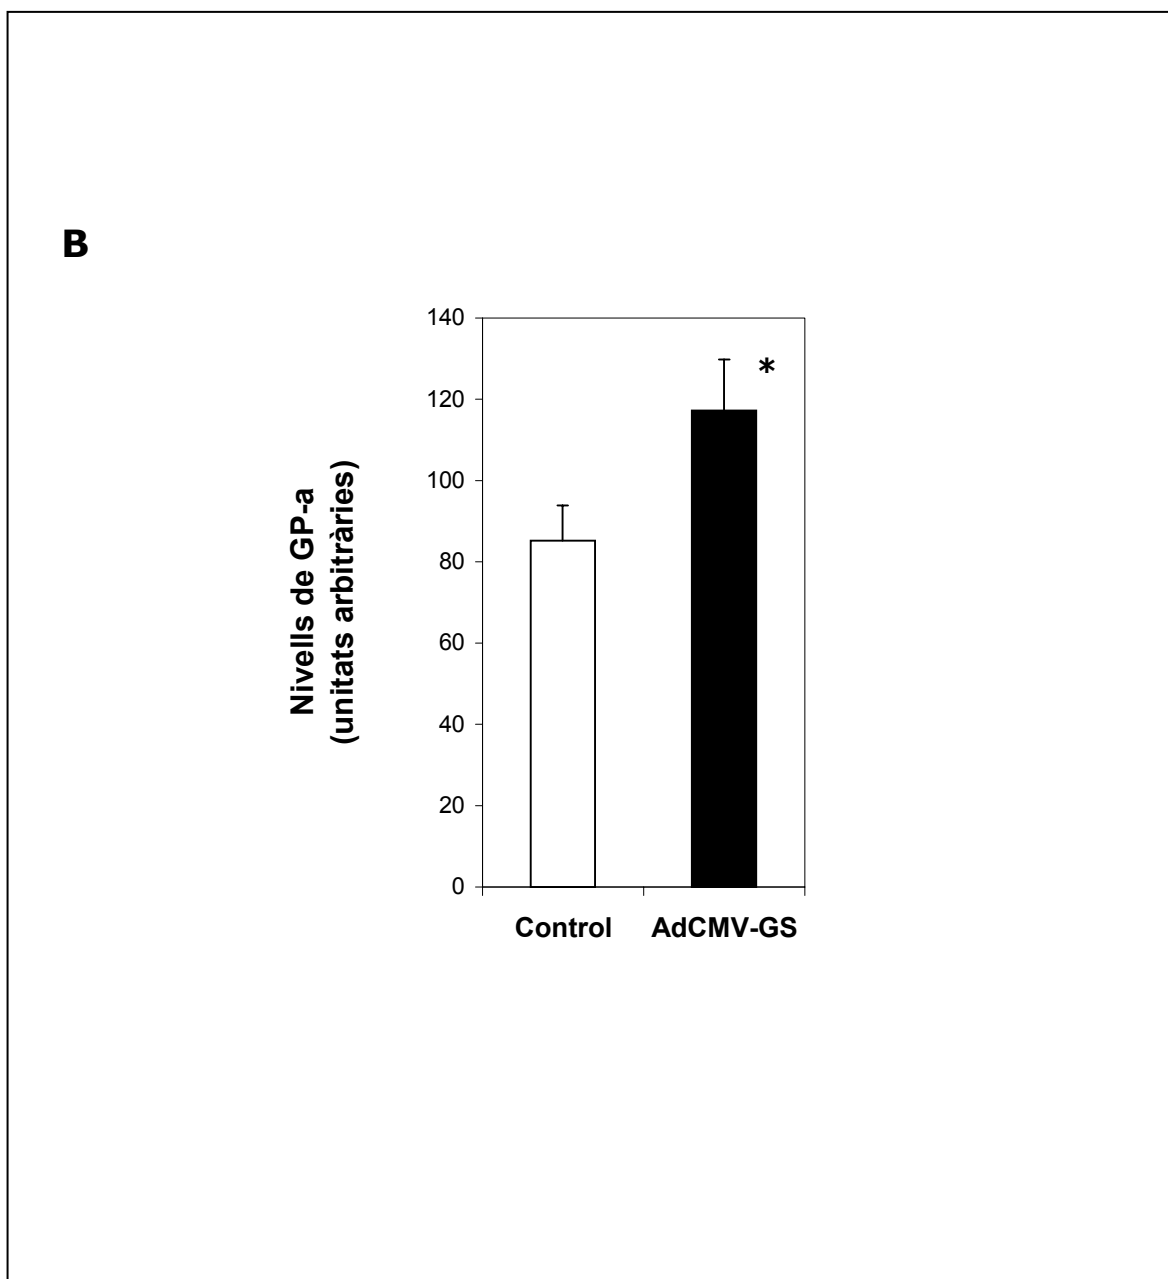 B
140
120
100
80
60
40
20
0
*
Nivells de GP-a
(unitats arbitràries)
Control
AdCMV-GS